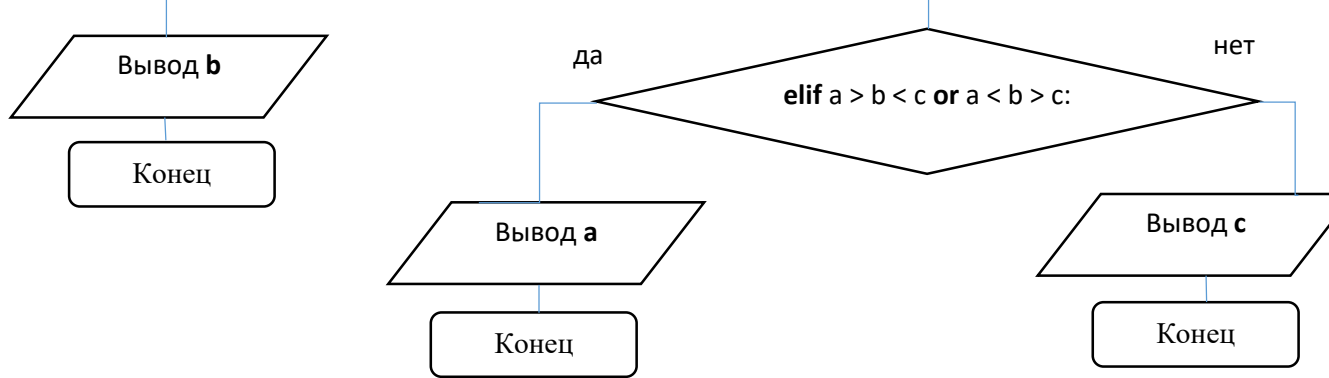 Вывод b
Конец
да
нет
elif a > b < c or a < b > c:
Вывод a
Конец
Вывод c
Конец